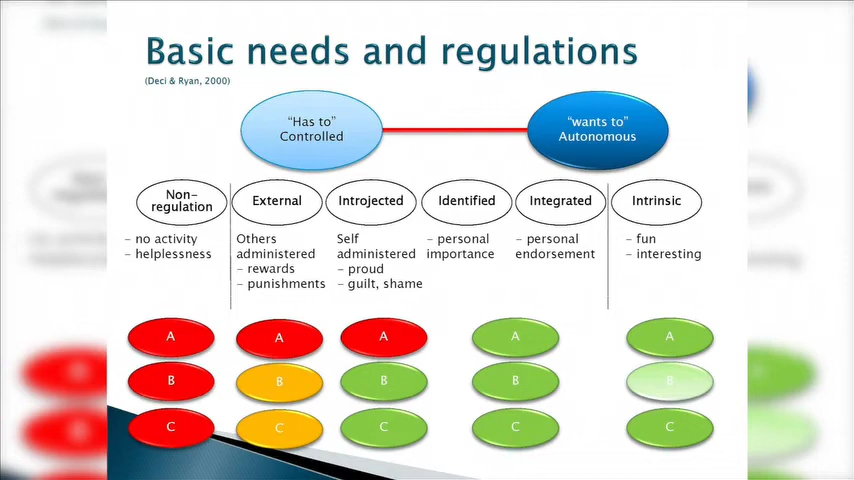 Basic needs and regulations
(Deci & Ryan, 2000)
“Has to”
Controlled
“wants to”
Autonomous
Non-
regulation
External
Introjected
Identified
Integrated
Intrinsic
- no activity
- helplessness
Others
administered
- rewards
- punishments
Self
administered
- proud
- guilt, shame
- personal
importance
- personal
endorsement
- fun
- interesting
A
A
A
A
A
B
B
B
B
B
C
C
C
C
C